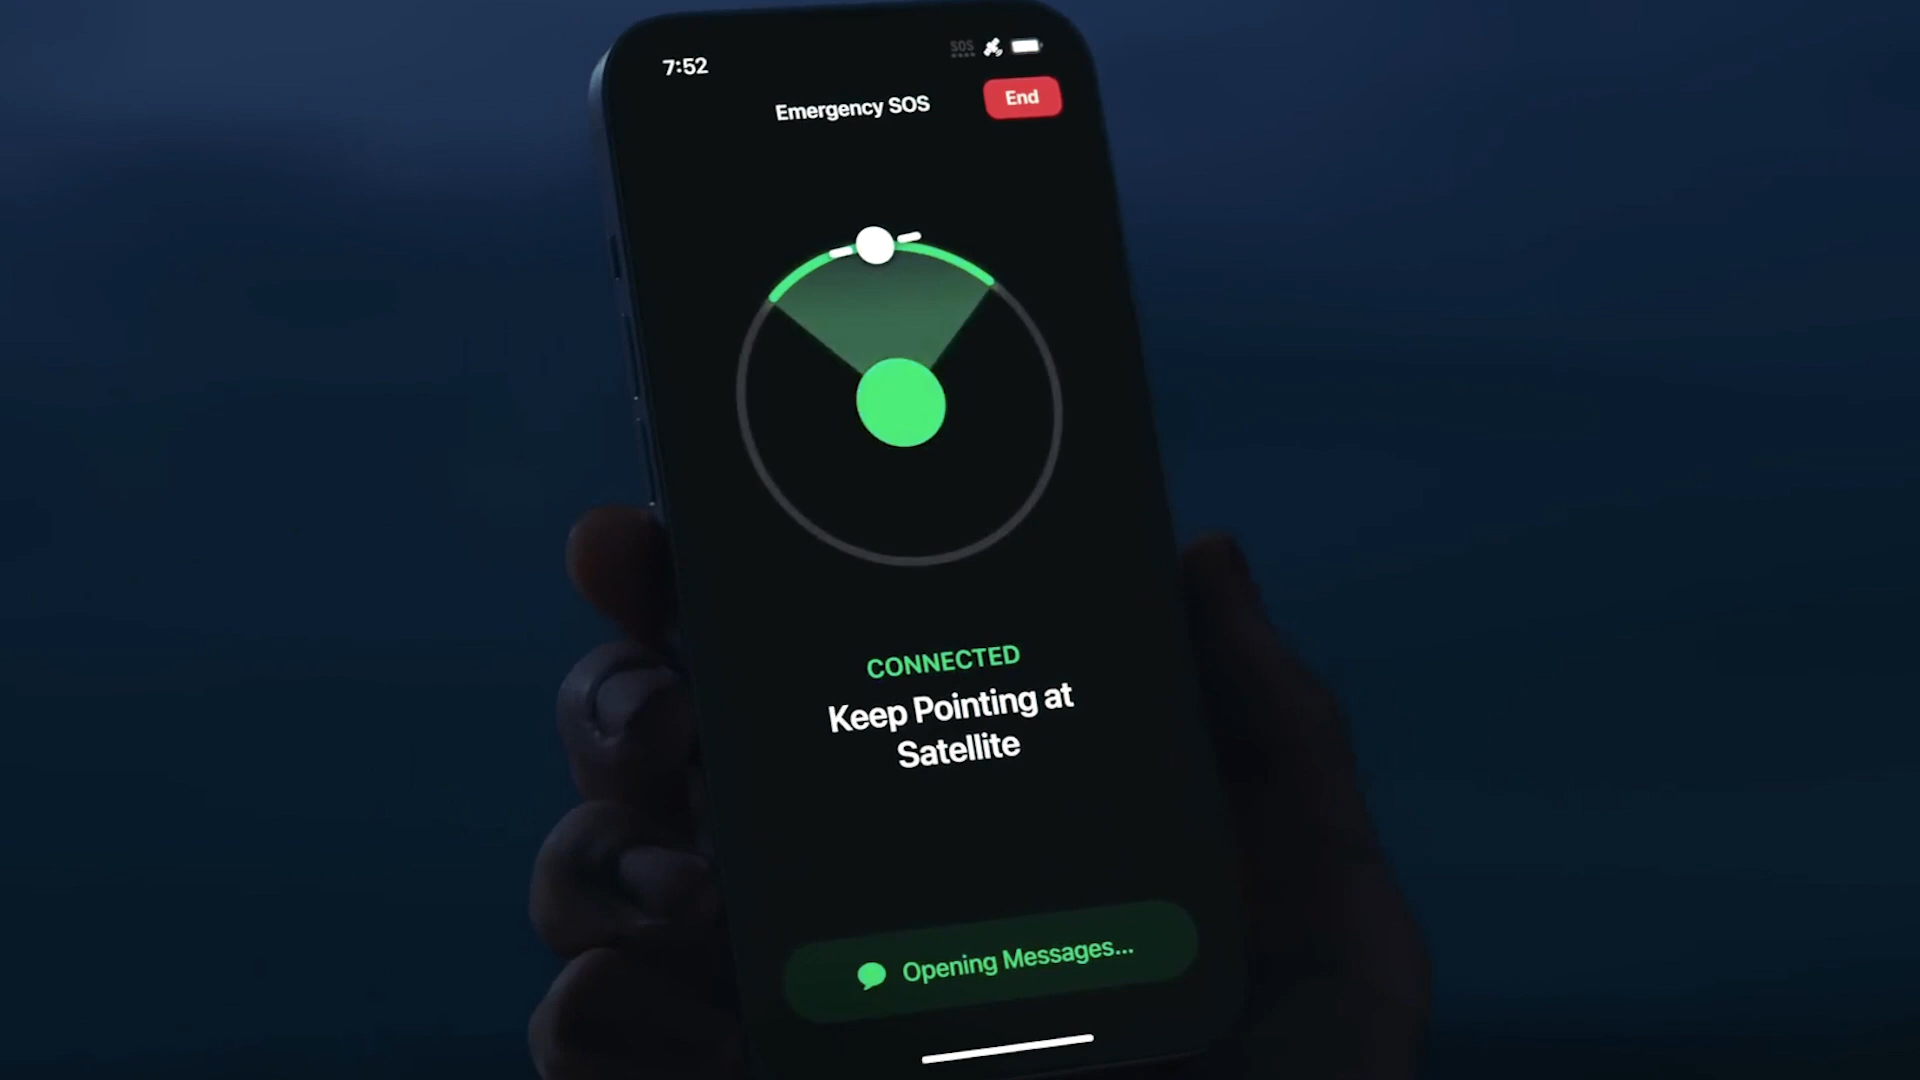 7:52
SOS
Emergency SOS
End
CONNECTED
Keep Pointing at
Satellite
Opening Messages...